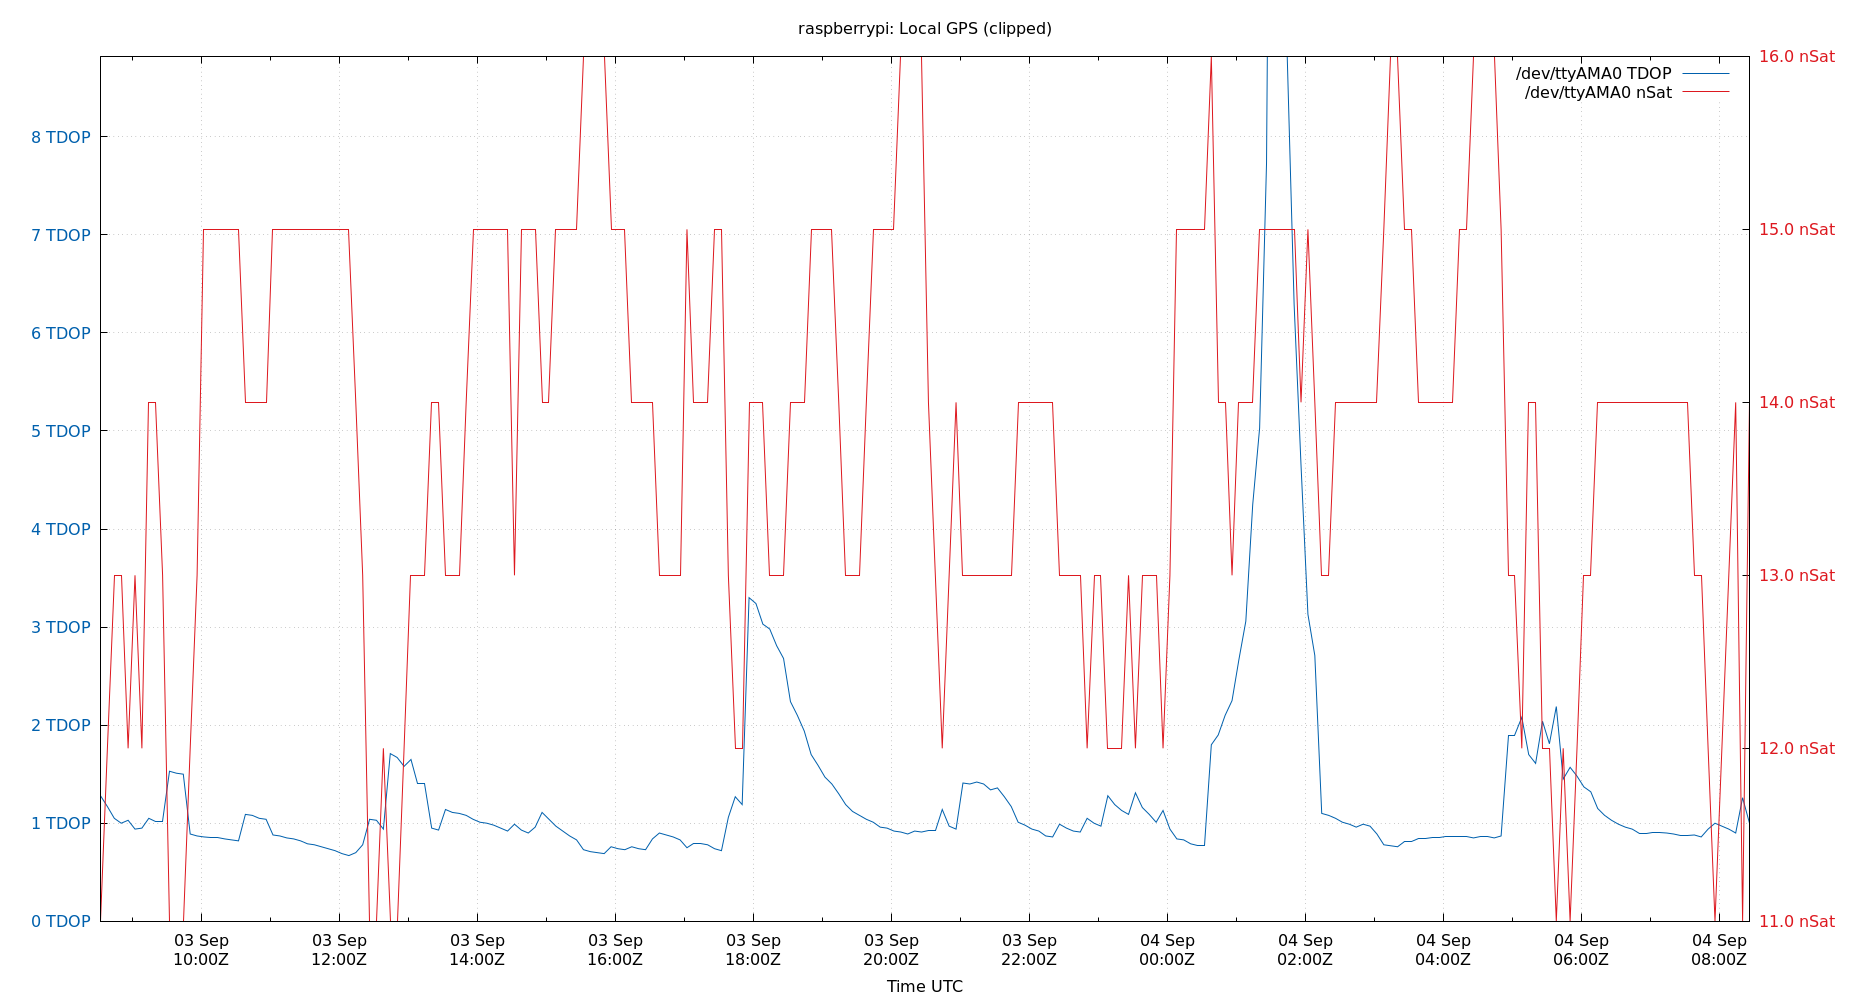 raspberrypi: Local GPS (clipped)
16.0 nSat
/dev/ttyAMA0 TDOP
/dev/ttyAMA0 nSat
8 TDOP
7 TDOP
15.0 nSat
6 TDOP
14.0 nSat
5 TDOP
4 TDOP
13.0 nSat
3 TDOP
12.0 nSat
2 TDOP
1 TDOP
0 TDOP
11.0 nSat
03 Sep 03 Sep 03 Sep 03 Sep 03 Sep 03 Sep 03 Sep 04 Sep 04 Sep 04 Sep 04 Sep 04 Sep
10:00Z 12:00Z 14:00Z 16:00Z 18:00Z 20:00Z 22:00Z 00:00Z 02:00Z 04:00Z 06:00Z 08:00Z
Time UTC